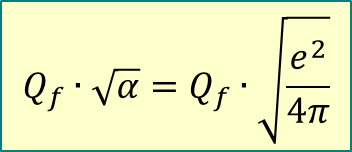 Q_f · √α = Q_f · √(e²/4π)